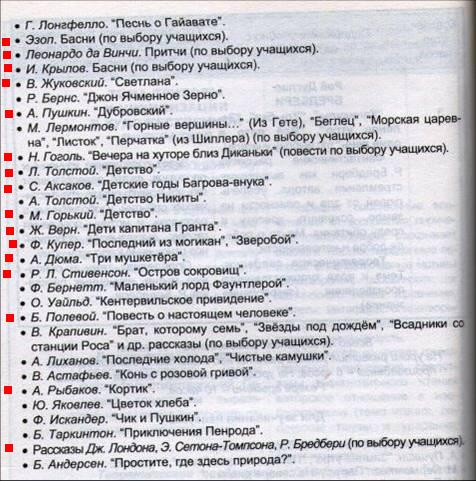 • Г. Лонгфелло. "Песнь о Гайавате".
• Эзоп. Басни (по выбору учащихся).
• Леонардо да Винчи. Притчи (по выбору учащихся).
• И. Крылов. Басни (по выбору учащихся).
• В. Жуковский. "Светлана".
• Р. Бернс. "Джон Ячменное Зерно".
• А. Пушкин. "Дубровский".
• М. Лермонтов. "Горные вершины..." (Из Гете), "Беглец", "Морская царев-
на", "Листок", "Перчатка" (из Шиллера) (по выбору учащихся).
• Н. Гоголь. "Вечера на хуторе близ Диканьки" (повести по выбору учащихся).
• Л. Толстой. "Детство".
• С. Аксаков. "Детские годы Багрова-внука".
• А. Толстой. "Детство Никиты".
• М. Горький. "Детство".
• Ж. Верн. "Дети капитана Гранта".
• Ф. Купер. "Последний из могикан", "Зверобой".
• А. Дюма. "Три мушкетёра".
• Р. Л. Стивенсон. "Остров сокровищ".
• Ф. Бернетт. "Маленький лорд Фаунтлерой".
• О. Уайльд. "Кентервильское привидение".
• Б. Полевой. "Повесть о настоящем человеке".
• В. Крапивин. "Брат, которому семь", "Звёзды под дождём", "Всадники со
станции Роса" и др. рассказы (по выбору учащихся).
• А. Лиханов. "Последние холода", "Чистые камушки".
• В. Астафьев. "Конь с розовой гривой".
• А. Рыбаков. "Кортик".
• Ю. Яковлев. "Цветок хлеба".
• Ф. Искандер. "Чик и Пушкин".
• Б. Таркинтон. "Приключения Пенрода".
• Рассказы Дж. Лондона, Э. Сетона-Томпсона, Р. Бредбери (по выбору учащихся).
• Б. Андерсен. "Простите, где здесь природа?".